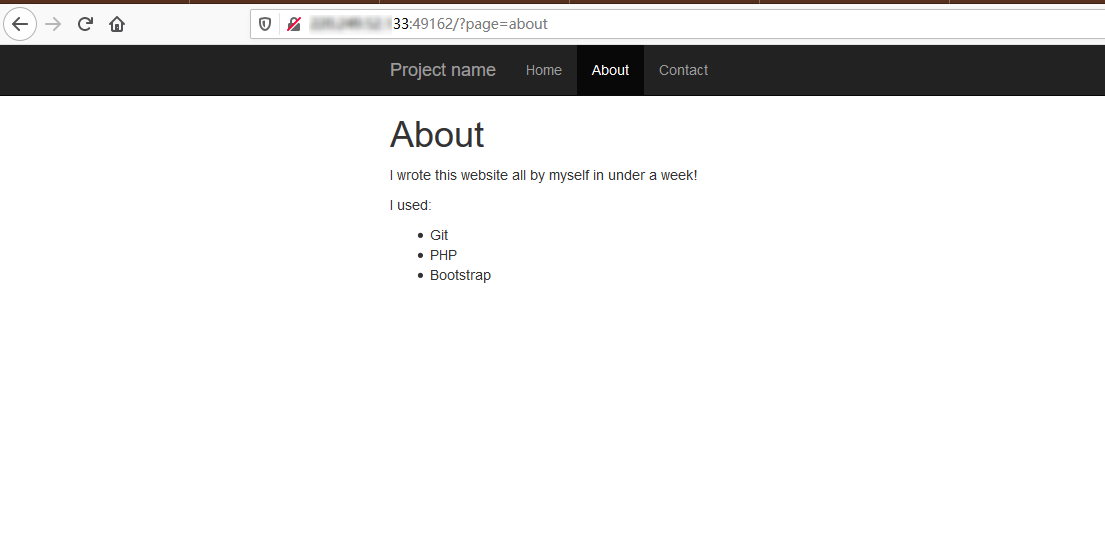 33:49162/?page=about
Project name Home About Contact
About
I wrote this website all by myself in under a week!
I used:
Git
PHP
Bootstrap